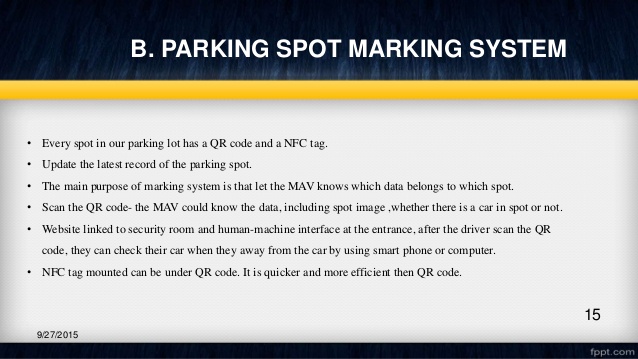 B. PARKING SPOT MARKING SYSTEM
• Every spot in our parking lot has a QR code and a NFC tag.
• Update the latest record of the parking spot.
• The main purpose of marking system is that let the MAV knows which data belongs to which spot.
• Scan the QR code- the MAV could know the data, including spot image ,whether there is a car in spot or not.
• Website linked to security room and human-machine interface at the entrance, after the driver scan the QR
code, they can check their car when they away from the car by using smart phone or computer.
• NFC tag mounted can be under QR code. It is quicker and more efficient then QR code.
15
9/27/2015
fppt.com